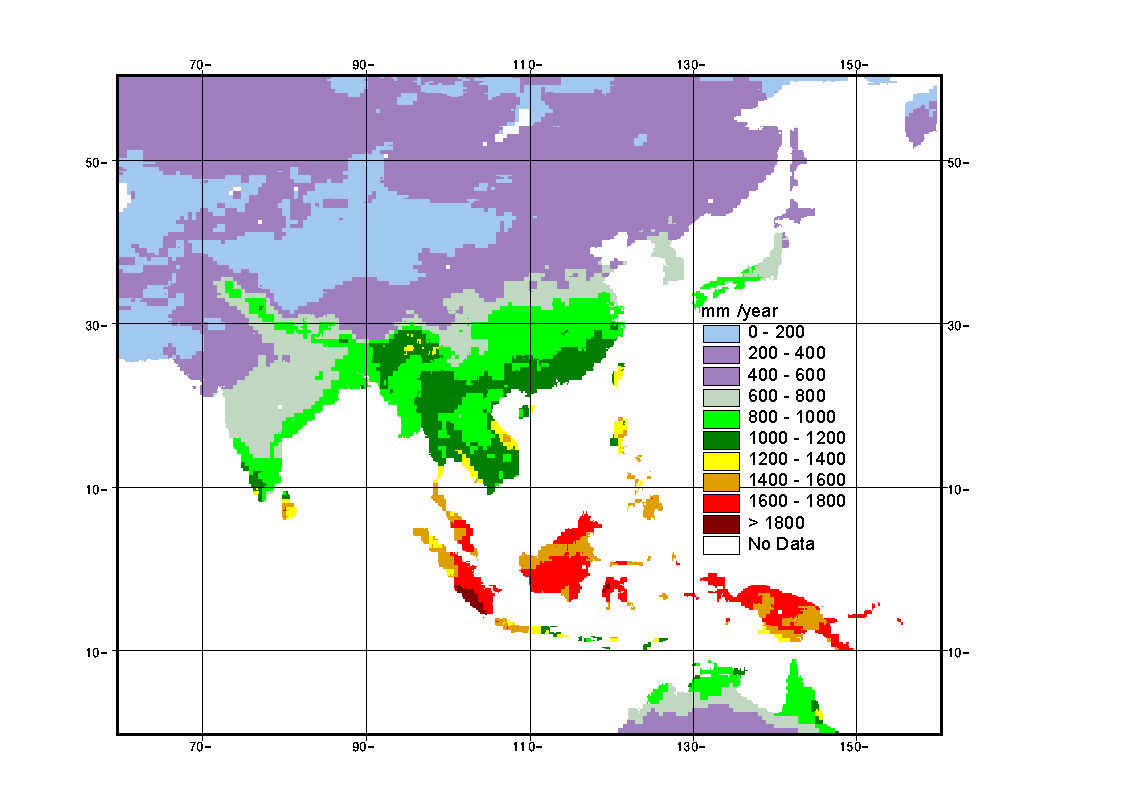 70- 90- 110- 130- 150-
50- 50-
mm /year
30- 30-
0 - 200
200 - 400
400 - 600
600 - 800
800 - 1000
1000 - 1200
1200 - 1400
1400 - 1600
10- 10-
1600 - 1800
> 1800
No Data
10- 10-
70- 90- 110- 130- 150-